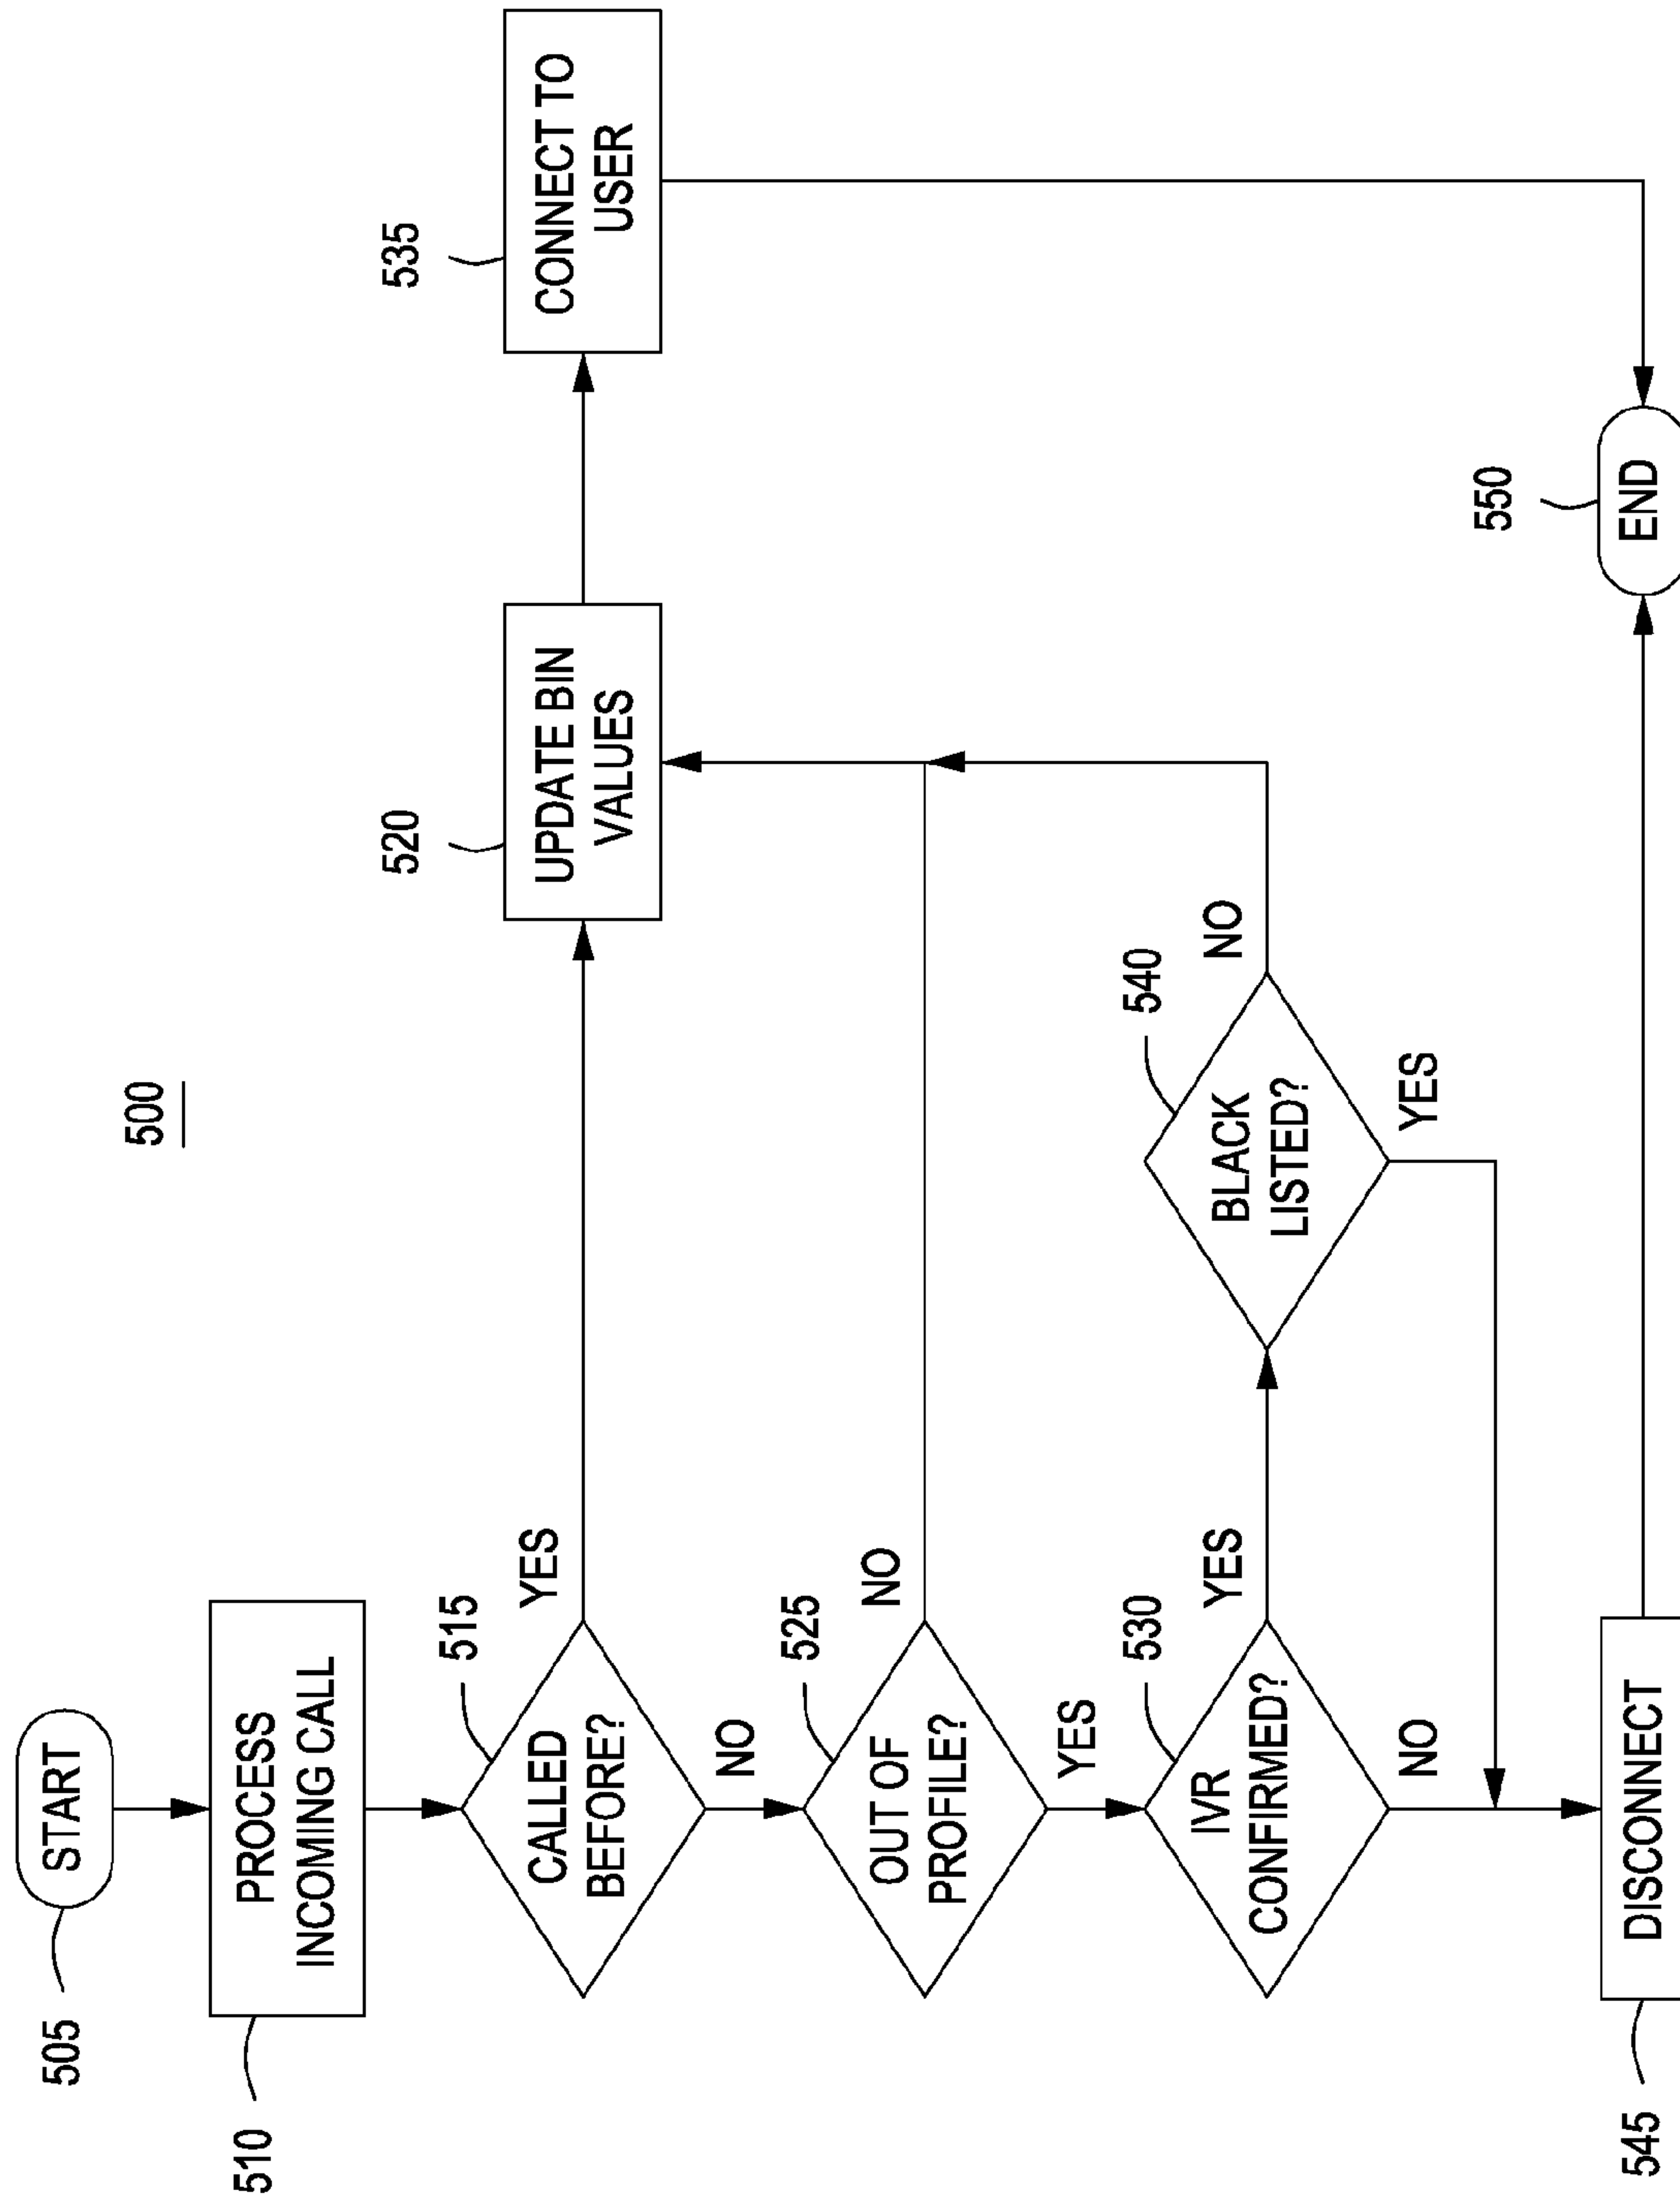 500
505
START
510
PROCESS
INCOMING CALL
515
CALLED
BEFORE?
YES
NO
520
UPDATE BIN
VALUES
535
CONNECT TO
USER
525
OUT OF
PROFILE?
NO
YES
530
IVR
CONFIRMED?
YES
NO
540
BLACK
LISTED?
NO
YES
545
DISCONNECT
550
END